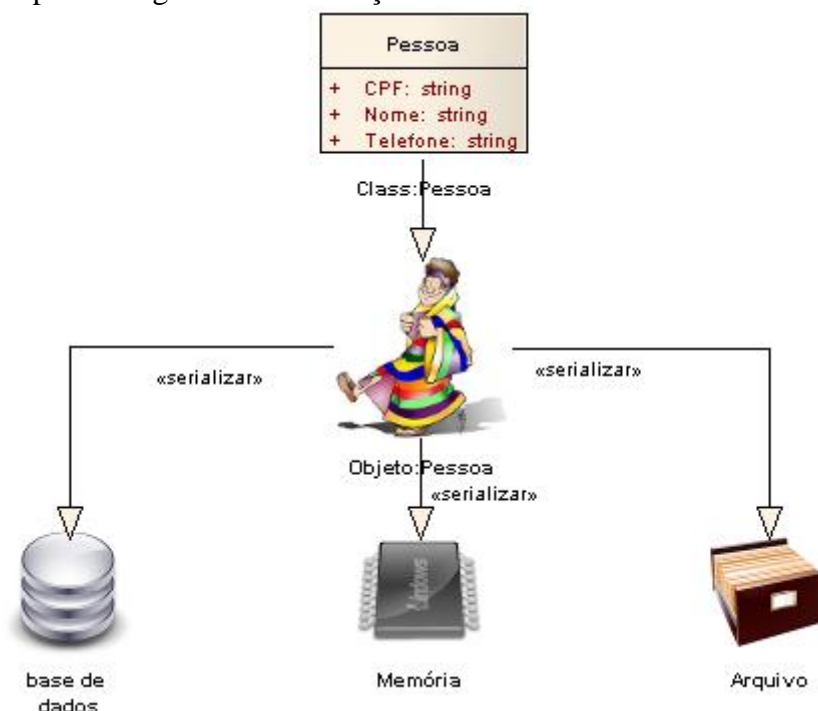 Pessoa
+ CPF: string
+ Nome: string
+ Telefone: string
Class:Pessoa
«serializar»
«serializar»
Objeto:Pessoa
«serializar»
Windows
base de
dados
Memória
Arquivo